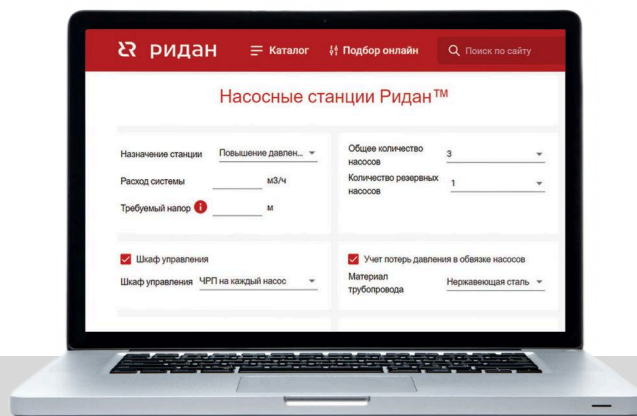 ридан
Каталог
Подбор онлайн
Поиск по сайту
Насосные станции Ридан™
Назначение станции Повышение давлен...
Расход системы м3/ч
Требуемый напор i м
Общее количество
насосов
3
Количество резервных
насосов
1
Шкаф управления
Шкаф управления ЧРП на каждый насос
Учет потерь давления в обвязке насосов
Материал
трубопровода
Нержавеющая сталь